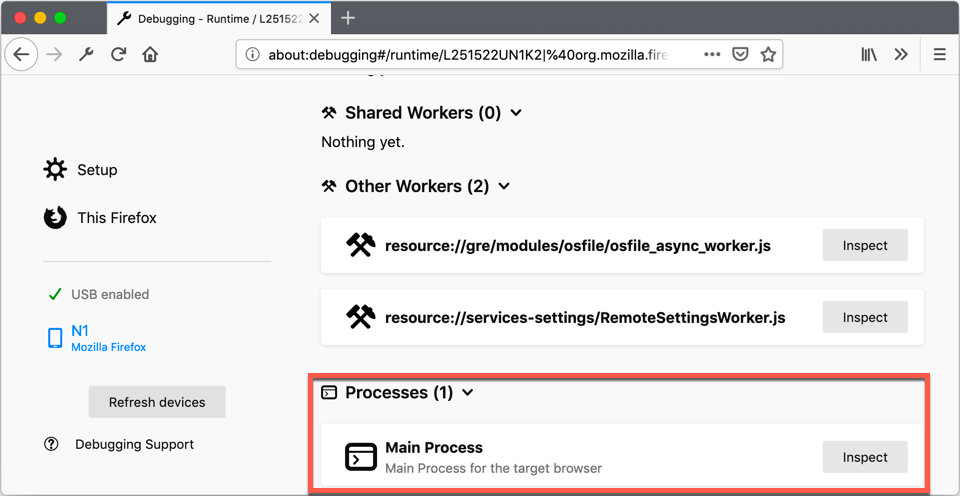 Debugging - Runtime / L251522
about:debugging#/runtime/L251522UN1K2|%40org.mozilla.fire
Shared Workers (0)
Nothing yet.
Setup
Other Workers (2)
This Firefox
resource://gre/modules/osfile/osfile_async_worker.js
Inspect
USB enabled
resource://services-settings/RemoteSettingsWorker.js
Inspect
N1
Mozilla Firefox
Processes (1)
Refresh devices
Debugging Support
Main Process
Main Process for the target browser
Inspect